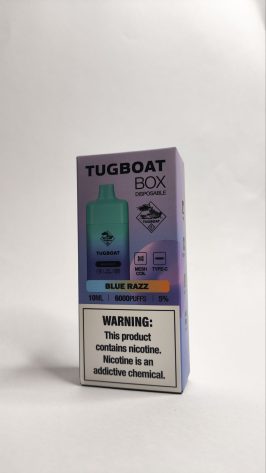 TUGBOAT
BOX
DISPOSABLE
TUGBOAT
TUGBOAT
MESH
COIL
TYPE-C
BLUE RAZZ
10ML | 6000PUFFS | 5%
WARNING:
This product
contains nicotine.
Nicotine is an
addictive chemical.